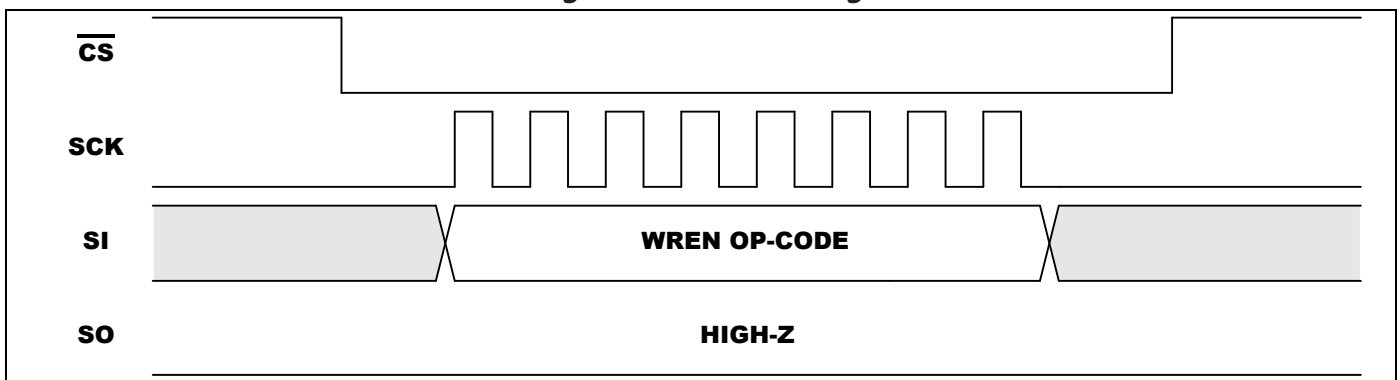 CS
SCK
SI
WREN OP-CODE
SO
HIGH-Z